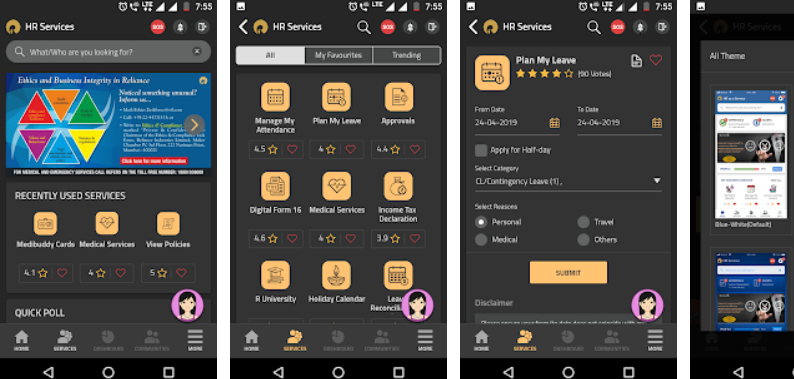 7:55
HR Services
SOS
What/Who are you looking for?
Ethics and Business Integrity in Reliance
Noticed something unusual?
Inform us...
Click here for more information
FOR MEDICAL AND EMERGENCY SERVICES CALL REFERS ON THE TOLL FREE NUMBER:
RECENTLY USED SERVICES
Medibuddy Cards
Medical Services
View Policies
4.1
4
5
QUICK POLL
HOME
SERVICES
DASHBOARD
COMMUNITIES
MORE
7:55
HR Services
SOS
All
My Favourites
Trending
Manage My
Attendance
Plan My Leave
Approvals
4.5
4
4.4
Digital Form 16
Medical Services
Income Tax
Declaration
4.6
4
3.9
R University
Holiday Calendar
Leave
Reconcilia
HOME
SERVICES
DASHBOARD
COMMUNITIES
MORE
7:55
HR Services
SOS
Plan My Leave
(90 Votes)
From Date
To Date
24-04-2019
24-04-2019
Apply for Half-day
Select Category
CL/Contingency Leave (1) ,
Select Reasons
Personal
Travel
Medical
Others
SUBMIT
Disclaimer
HOME
SERVICES
DASHBOARD
COMMUNITIES
MORE
HR Serv
All Theme
Blue-White(Default)
HOME